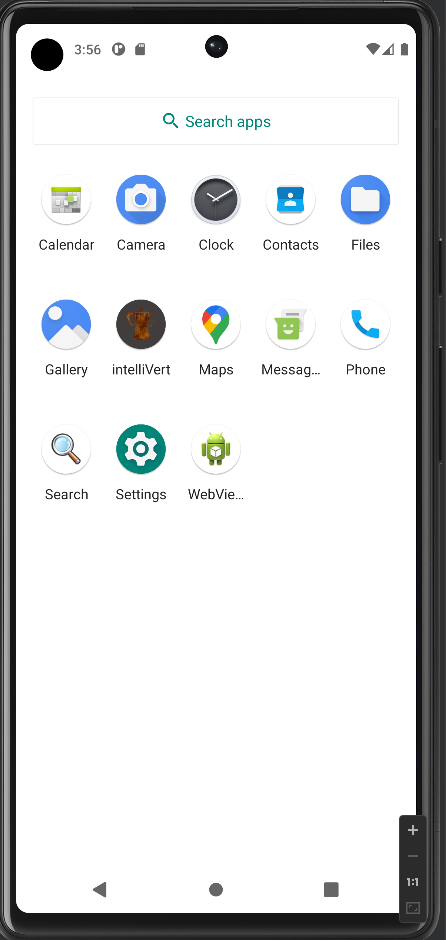 3:56
Search apps
Calendar Camera Clock Contacts Files
Gallery intelliVert Maps Messag... Phone
Search Settings WebVie...
1:1